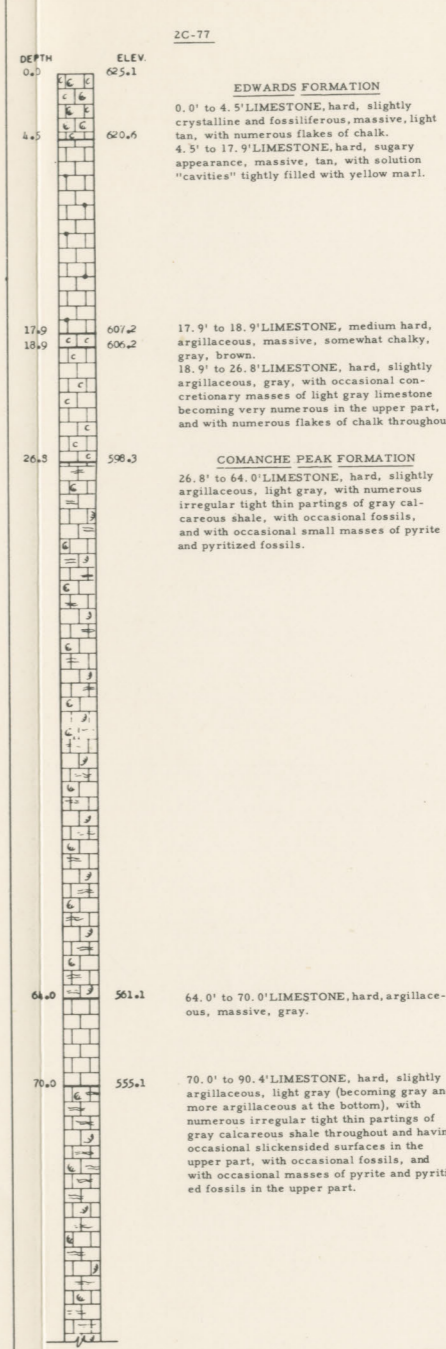 2C-77
DEPTH ELEV.
0.0 625.1
EDWARDS FORMATION
0.0' to 4.5'LIMESTONE, hard, slightly
crystalline and fossiliferous, massive, light
tan, with numerous flakes of chalk.
4.5 620.6
4.5' to 17.9'LIMESTONE, hard, sugary
appearance, massive, tan, with solution
"cavities" tightly filled with yellow marl.
17.9 607.2
17.9' to 18.9'LIMESTONE, medium hard,
argillaceous, massive, somewhat chalky,
gray, brown.
18.9 606.2
18.9' to 26.8'LIMESTONE, hard, slightly
argillaceous, gray, with occasional con-
cretionary masses of light gray limestone
becoming very numerous in the upper part,
and with numerous flakes of chalk throughou
26.8 598.3
COMANCHE PEAK FORMATION
26.8' to 64.0'LIMESTONE, hard, slightly
argillaceous, light gray, with numerous
irregular tight thin partings of gray cal-
careous shale, with occasional fossils,
and with occasional small masses of pyrite
and pyritized fossils.
64.0 561.1
64.0' to 70.0'LIMESTONE, hard, argillace-
ous, massive, gray.
70.0 555.1
70.0' to 90.4'LIMESTONE, hard, slightly
argillaceous, light gray (becoming gray an
more argillaceous at the bottom), with
numerous irregular tight thin partings of
gray calcareous shale throughout and havin
occasional slickensided surfaces in the
upper part, with occasional fossils, and
with occasional masses of pyrite and pyriti
ed fossils in the upper part.